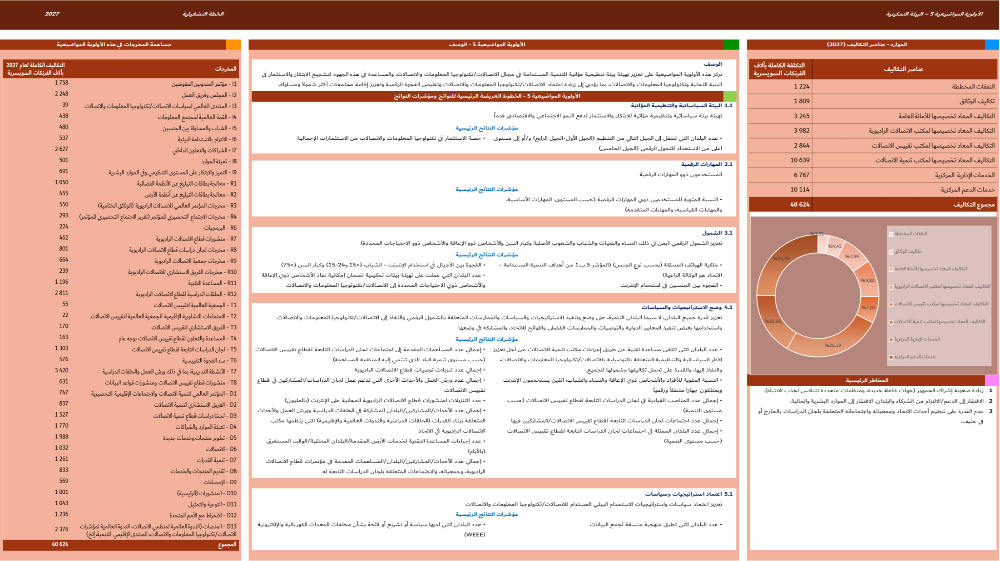 الأولوية المواضيعية 5 – البيئة التمكينية
الخطة التشغيلية
2027
الموارد - عناصر التكاليف (2027)
عناصر التكاليف
التكلفة الكاملة بآلاف
الفرنكات السويسرية
النفقات المخططة 1 224
تكاليف الوثائق 1 809
التكاليف المعاد تخصيصها للأمانة العامة 3 245
التكاليف المعاد تخصيصها لمكتب الاتصالات الراديوية 3 982
التكاليف المعاد تخصيصها لمكتب تقييس الاتصالات 2 844
التكاليف المعاد تخصيصها لمكتب تنمية الاتصالات 10 639
الخدمات الإدارية المركزية 6 767
خدمات الدعم المركزية 10 114
مجموع التكاليف 40 624
%3,01
%4,45
%7,99
%9,80
%7,00
%26,19
%16,66
%24,90
النفقات المخططة
تكاليف الوثائق
التكاليف المعاد تخصيصها للأمانة العامة
التكاليف المعاد تخصيصها لمكتب الاتصالات الراديوية
التكاليف المعاد تخصيصها لمكتب تقييس الاتصالات
التكاليف المعاد تخصيصها لمكتب تنمية الاتصالات
الخدمات الإدارية المركزية
خدمات الدعم المركزية
المخاطر الرئيسية
1 زيادة صعوبة إشراك الجمهور (جهات فاعلة جديدة، ومنظمات متعددة تتنافس لجذب الانتباه).
2 الافتقار إلى الدعم/الالتزام من الشركاء والبلدان. الافتقار إلى الموارد البشرية والمالية.
3 عدم القدرة على تنظيم أحداث الاتحاد وجمعياته واجتماعاته المتعلقة بلجان الدراسات بالخارج أو
في جنيف.
الأولوية المواضيعية 5 - الوصف
الوصف
تركز هذه الأولوية المواضيعية على تعزيز تهيئة بيئة تنظيمية مؤاتية للتنمية المستدامة في مجال الاتصالات/تكنولوجيا المعلومات والاتصالات، والمساعدة في هذه الجهود لتشجيع الابتكار والاستثمار في
البنية التحتية وتكنولوجيا المعلومات والاتصالات، بما يؤدي إلى زيادة اعتماد الاتصالات/تكنولوجيا المعلومات والاتصالات وتقليص الفجوة الرقمية وتعزيز إقامة مجتمعات أكثر شمولاً ومساواة.
الأولوية المواضيعية 5 - الخطوط العريضة الرئيسية للنواتج ومؤشرات النواتج
1.1 البيئة السياساتية والتنظيمية المؤاتية
تهيئة بيئة سياساتية وتنظيمية مؤاتية للابتكار والاستثمار لدفع النمو الاجتماعي والاقتصادي قدماً
مؤشرات النتائج الرئيسية
• عدد البلدان التي تنتقل إلى الجيل التالي من التنظيم (الجيل الأول-الجيل الرابع) و/أو إلى مستوى
أعلى من الاستعداد للتحول الرقمي (الجيل الخامس)
• حصة الاستثمار في تكنولوجيا المعلومات والاتصالات من الاستثمارات الإجمالية
2.1 المهارات الرقمية
المستخدمون ذوو المهارات الرقمية
مؤشرات النتائج الرئيسية
• النسبة المئوية للمستخدمين ذوي المهارات الرقمية (حسب المستوى: المهارات الأساسية،
والمهارات القياسية، والمهارات المتقدمة)
3.1 الشمول
تعزيز الشمول الرقمي (بمن في ذلك النساء والفتيات والشباب والشعوب الأصلية وكبار السن والأشخاص ذوو الإعاقة والأشخاص ذوو الاحتياجات المحددة)
مؤشرات النتائج الرئيسية
• ملكية الهواتف المتنقلة (بحسب نوع الجنس) (المؤشر 5.ب.1 من أهداف التنمية المستدامة -
الاتحاد هو الوكالة الراعية)
• الفجوة بين الجنسين في استخدام الإنترنت
• الفجوة بين الأجيال في استخدام الإنترنت - الشباب (<15 و24-15) وكبار السن (>75)
• عدد البلدان التي عملت على تهيئة بيئات تمكينية لضمان إمكانية نفاذ الأشخاص ذوي الإعاقة
والأشخاص ذوي الاحتياجات المحددة إلى الاتصالات/تكنولوجيا المعلومات والاتصالات
4.1 وضع الاستراتيجيات والسياسات
تعزيز قدرة جميع البلدان، لا سيما البلدان النامية، على وضع وتنفيذ الاستراتيجيات والسياسات والممارسات المتعلقة بالشمول الرقمي والنفاذ إلى الاتصالات/تكنولوجيا المعلومات والاتصالات
واستخدامها بغرض تنفيذ المعايير الدولية والتوصيات والممارسات الفضلى واللوائح للاتحاد، والمشاركة في وضعها
مؤشرات النتائج الرئيسية
• عدد البلدان التي تتلقى مساعدة تقنية عن طريق إجراءات مكتب تنمية الاتصالات من أجل تعزيز
الأطر السياساتية والتنظيمية المتعلقة بالتوصيلية بالاتصالات/تكنولوجيا المعلومات والاتصالات،
والنفاذ إليها، والقدرة على تحمل تكاليفها وشمولها للجميع.
• النسبة المئوية للأفراد والأشخاص ذوي الإعاقة والنساء والشباب، الذين يستخدمون الإنترنت
ويمتلكون جهازا متنقلاً ورقمياً
• إجمالي عدد المناصب القيادية في لجان الدراسات التابعة لقطاع تقييس الاتصالات (حسب
مستوى التنمية)
• إجمالي عدد اجتماعات لجان الدراسات التابعة لقطاع تقييس الاتصالات/المشاركين فيها
• إجمالي عدد البلدان الممثلة في اجتماعات لجان الدراسات التابعة لقطاع تقييس الاتصالات
(حسب مستوى التنمية)
• إجمالي عدد المساهمات المقدمة إلى اجتماعات لجان الدراسات التابعة لقطاع تقييس الاتصالات
(حسب مستوى تنمية البلد الذي تنتمي إليه المنظمة المساهمة)
• إجمالي عدد تنزيلات توصيات قطاع الاتصالات الراديوية
• إجمالي عدد ورش العمل والأحداث الأخرى التي تدعم عمل لجان الدراسات/المشاركين في قطاع
تقييس الاتصالات
• عدد التنزيلات لمنشورات قطاع الاتصالات الراديوية المجانية على الإنترنت (بالمليون)
• إجمالي عدد الأحداث/المشاركين/البلدان المشاركة في الحلقات الدراسية وورش العمل والأحداث
المتعلقة ببناء القدرات (الحلقات الدراسية والندوات العالمية والإقليمية) التي ينظمها مكتب
الاتصالات الراديوية في الاتحاد
• عدد إجراءات المساعدة التقنية لخدمات الأرض المقدمة/البلدان المتلقية/الوقت المستغرق
(بالأيام)
• إجمالي عدد الأحداث/المشاركين/البلدان/المساهمات المقدمة في مؤتمرات قطاع الاتصالات
الراديوية، وجمعياته، والاجتماعات المتعلقة بلجان الدراسات التابعة له
5.1 اعتماد استراتيجيات وسياسات
تعزيز اعتماد سياسات واستراتيجيات الاستخدام البيئي المستدام للاتصالات/تكنولوجيا المعلومات والاتصالات
مؤشرات النتائج الرئيسية
• عدد البلدان التي تطبق منهجية منسقة لجمع البيانات
• عدد البلدان التي لديها سياسة أو تشريع أو لائحة بشأن مخلفات المعدات الكهربائية والإلكترونية
(WEEE)
مساهمة المخرجات في هذه الأولوية المواضيعية
المخرجات
التكاليف الكاملة لعام 2027
بآلاف الفرنكات السويسرية
I1 - مؤتمر المندوبين المفوضين 1 758
I2 - المجلس وفريق العمل 2 248
I3 - المنتدى العالمي لسياسات الاتصالات/تكنولوجيا المعلومات والاتصالات 39
I4 - القمة العالمية لمجتمع المعلومات 438
I5 - الشباب والمساواة بين الجنسين 480
I6 - الالتزام بالاستدامة البيئية 537
I7 - الشراكات والتعاون الداخلي 2 627
I8 - تعبئة الموارد 501
I9 - التميز والابتكار على المستوى التنظيمي وفي الموارد البشرية 691
R1 - معالجة بطاقات التبليغ عن الأنظمة الفضائية 1 050
R2 - معالجة بطاقات التبليغ عن أنظمة الأرض 455
R3 - مخرجات المؤتمر العالمي للاتصالات الراديوية (الوثائق الختامية) 550
R4 - مخرجات الاجتماع التحضيري للمؤتمر (تقرير الاجتماع التحضيري للمؤتمر) 293
R6 - البرمجيات 224
R7 - منشورات قطاع الاتصالات الراديوية 462
R8 - مخرجات لجان دراسات قطاع الاتصالات الراديوية 801
R9 - مخرجات جمعية الاتصالات الراديوية 664
R10 - مخرجات الفريق الاستشاري للاتصالات الراديوية 239
R11 - المساعدة التقنية 1 196
R12 - الحلقات الدراسية لقطاع الاتصالات الراديوية 2 811
T1 - الجمعية العالمية لتقييس الاتصالات 55
T2 - الاجتماعات التشاورية الإقليمية للجمعية العالمية لتقييس الاتصالات 22
T3 - الفريق الاستشاري لتقييس الاتصالات 170
T4 - المساعدة والتعاون لقطاع تقييس الاتصالات بوجه عام 163
T5 - لجان الدراسات التابعة لقطاع تقييس الاتصالات 1 303
T6 - سد الفجوة التقييسية 576
T7 - الأنشطة التدريبية، بما في ذلك ورش العمل والحلقات الدراسية 3 420
T8 - منشورات قطاع تقييس الاتصالات ومنشورات قواعد البيانات 631
D1 - المؤتمر العالمي لتنمية الاتصالات والاجتماعات الإقليمية التحضيرية 747
D2 - الفريق الاستشاري لتنمية الاتصالات 837
D3 - لجنتا دراسات قطاع تنمية الاتصالات 1 527
D4 - تعبئة الموارد والشراكات 1 770
D5 - تطوير منتجات وخدمات جديدة 1 988
D6 - الاتصالات 1 032
D7 - تنمية القدرات 1 261
D8 - تقديم المنتجات والخدمات 833
D9 - الإحصاءات 569
D10 - المنشورات (الرئيسية) 1 001
D11 - التوعية والتمثيل 1 043
D12 - الانخراط مع الأمم المتحدة 1 236
D13 - المنصات (الندوة العالمية لمنظمي الاتصالات، الندوة العالمية لمؤشرات
الاتصالات/تكنولوجيا المعلومات والاتصالات، المنتدى الإقليمي للتنمية، إلخ) 2 376
المجموع 40 624